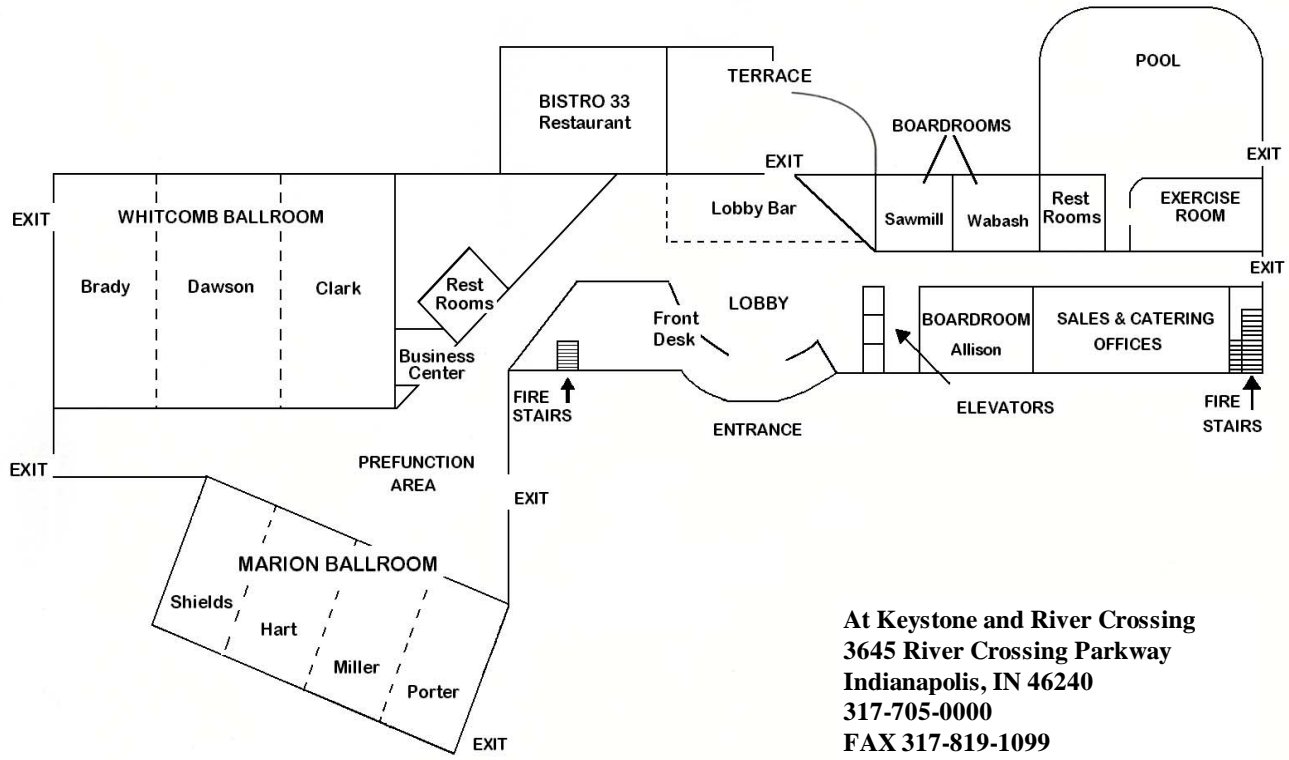 POOL
TERRACE
BISTRO 33
Restaurant
BOARDROOMS
EXIT
EXIT
EXIT
WHITCOMB BALLROOM
Lobby Bar
Sawmill
Wabash
Rest
Rooms
EXERCISE
ROOM
EXIT
Brady
Dawson
Clark
Rest
Rooms
LOBBY
Front
Desk
BOARDROOM
Allison
SALES & CATERING
OFFICES
Business
Center
FIRE
STAIRS
ENTRANCE
ELEVATORS
FIRE
STAIRS
EXIT
PREFUNCTION
AREA
EXIT
MARION BALLROOM
Shields
Hart
Miller
Porter
EXIT
At Keystone and River Crossing
3645 River Crossing Parkway
Indianapolis, IN 46240
317-705-0000
FAX 317-819-1099